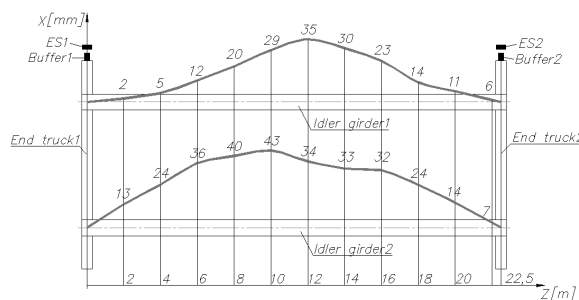 X[mm]
ES1
ES2
Buffer1
Buffer2
2 5 12 20 29 35 30 23 14 11 6
Idler girder1
End truck1
End truck2
13 24 36 40 43 34 33 32 24 14 7
Idler girder2
2 4 6 8 10 12 14 16 18 20 22,5
Z[m]